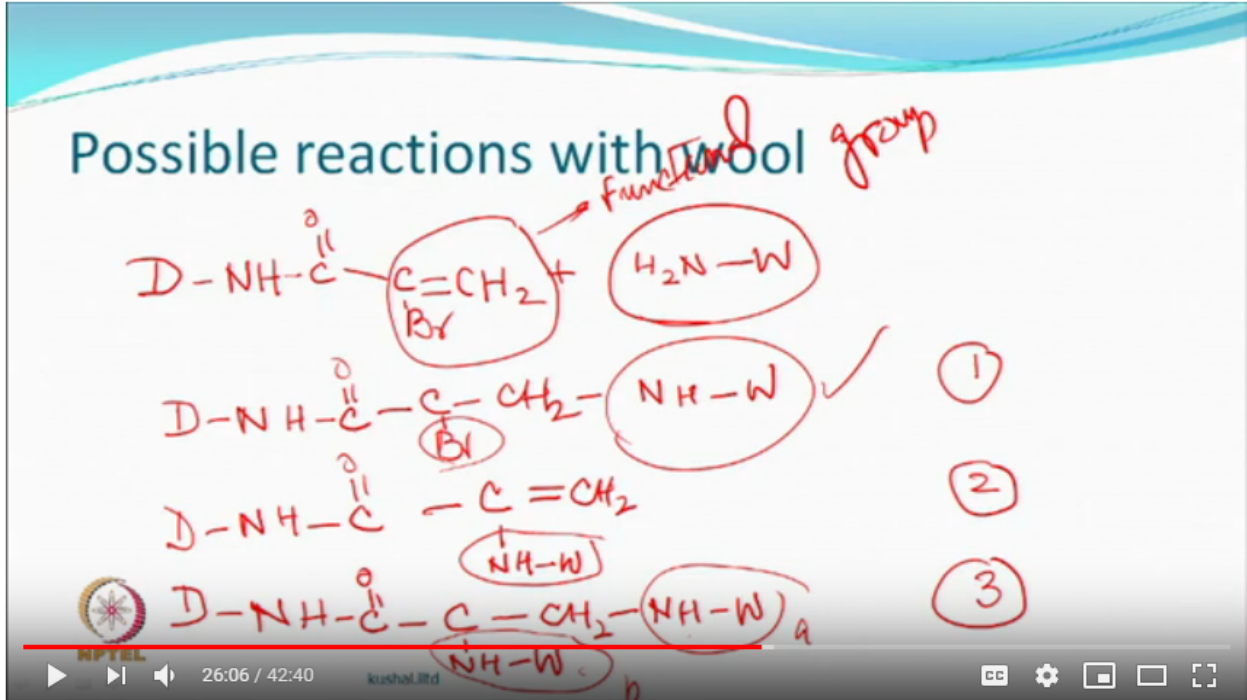 Possible reactions with wool
Functional group
O
D-NH-C-C=CH2 + H2N-W
Br
O
D-NH-C-C-CH2-NH-W ✓ 1
Br
O
D-NH-C-C=CH2 2
NH-W
O
D-NH-C-C-CH2-NH-W a 3
NH-W b
NPTEL
26:06 / 42:40
kushal.iitd
CC